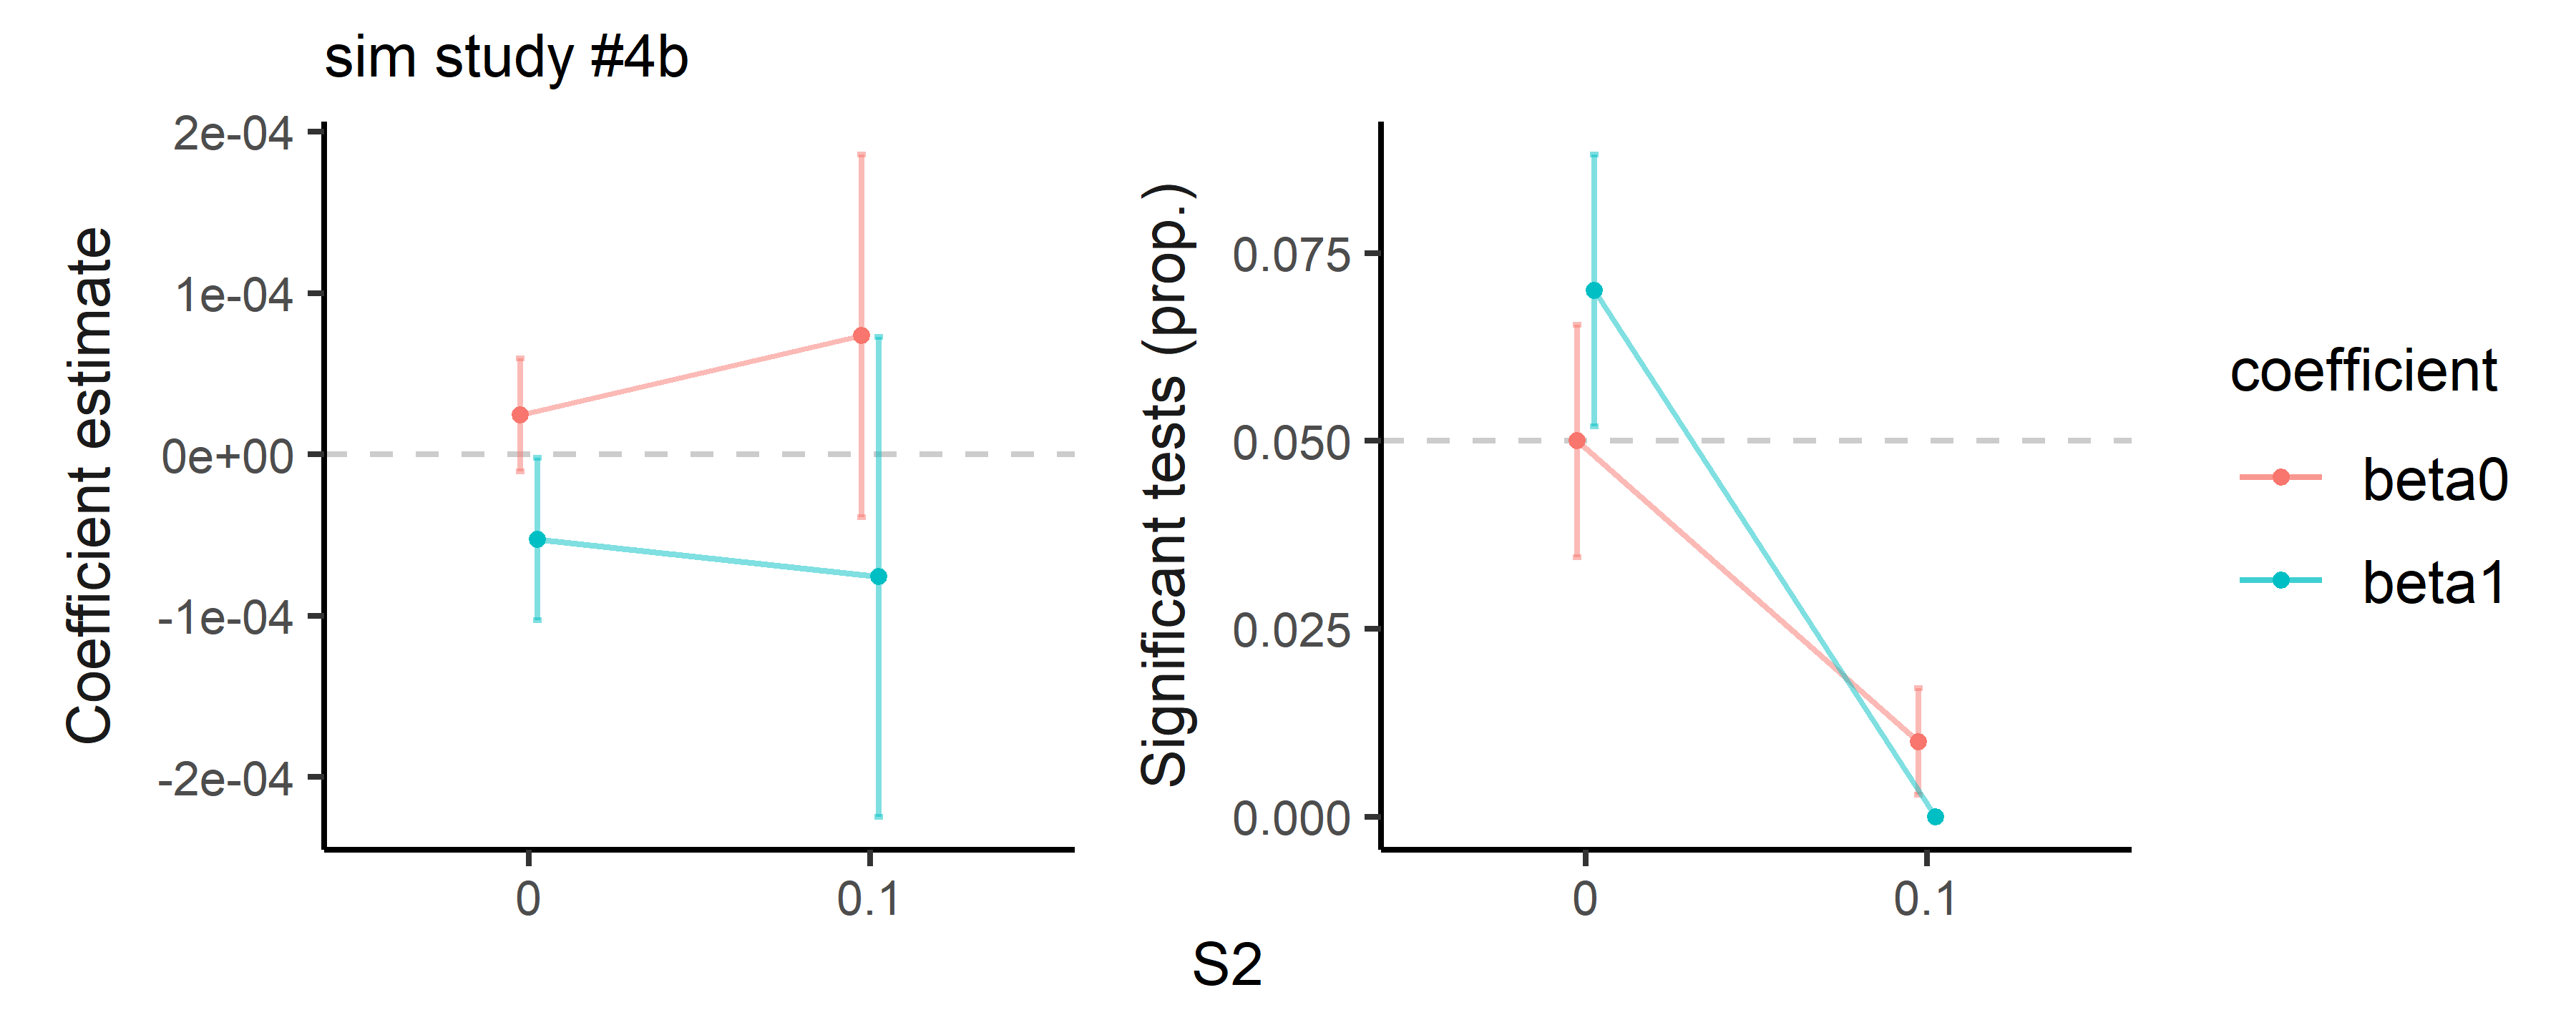 sim study #4b
Coefficient estimate
2e-04
1e-04
0e+00
-1e-04
-2e-04
0
0.1
Significant tests (prop.)
0.075
0.050
0.025
0.000
0
0.1
S2
coefficient
beta0
beta1